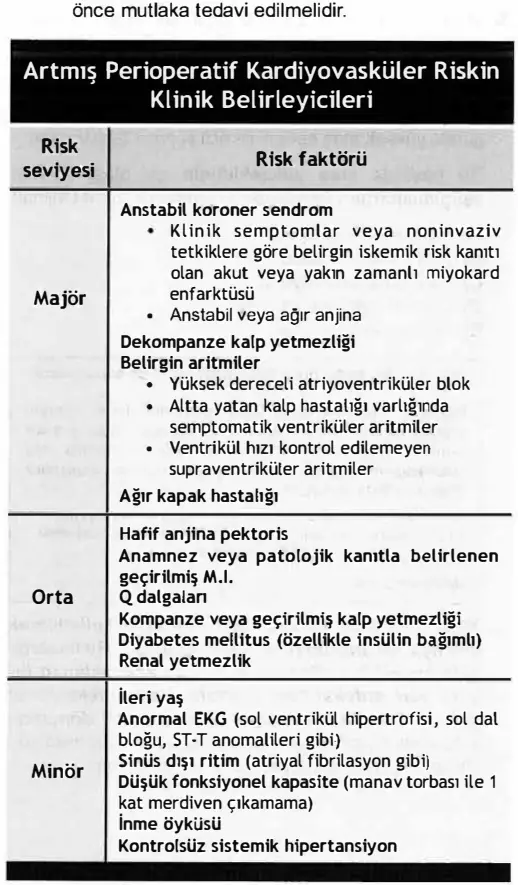 önce mutlaka tedavi edilmelidir.
Artmış Perioperatif Kardiyovasküler Riskin
Klinik Belirleyicileri
Risk
seviyesi
Risk faktörü
Majör
Anstabil koroner sendrom
• Klinik semptomlar veya noninvaziv
tetkiklere göre belirgin iskemik risk kanıtı
olan akut veya yakın zamanlı miyokard
enfarktüsü
• Anstabil veya ağır anjina
Dekompanze kalp yetmezliği
Belirgin aritmiler
• Yüksek dereceli atriyoventriküler blok
• Altta yatan kalp hastalığı varlığında
semptomatik ventriküler aritmiler
• Ventrikül hızı kontrol edilemeyen
supraventriküler aritmiler
Ağır kapak hastalığı
Orta
Hafif anjina pektoris
Anamnez veya patolojik kanıtla belirlenen
geçirilmiş M.I.
Q dalgaları
Kompanze veya geçirilmiş kalp yetmezliği
Diyabetes mellitus (özellikle insülin bağımlı)
Renal yetmezlik
Minör
İleri yaş
Anormal EKG (sol ventrikül hipertrofisi, sol dal
bloğu, ST-T anomalileri gibi)
Sinüs dışı ritim (atriyal fibrilasyon gibi)
Düşük fonksiyonel kapasite (manav torbası ile 1
kat merdiven çıkamama)
İnme öyküsü
Kontrolsüz sistemik hipertansiyon